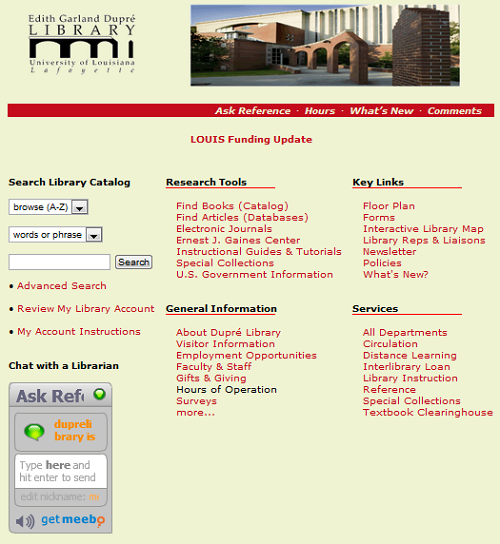 Edith Garland Dupré
LIBRARY
University of Louisiana
Lafayette
Ask Reference · Hours · What's New · Comments
LOUIS Funding Update
Search Library Catalog
browse (A-Z)
words or phrase
Search
• Advanced Search
• Review My Library Account
• My Account Instructions
Chat with a Librarian
Ask Refe
dupreli
brary is
Type here and
hit enter to send
edit nickname:
get meebo
Research Tools
Find Books (Catalog)
Find Articles (Databases)
Electronic Journals
Ernest J. Gaines Center
Instructional Guides & Tutorials
Special Collections
U.S. Government Information
General Information
About Dupré Library
Visitor Information
Employment Opportunities
Faculty & Staff
Gifts & Giving
Hours of Operation
Surveys
more...
Key Links
Floor Plan
Forms
Interactive Library Map
Library Reps & Liaisons
Newsletter
Policies
What's New?
Services
All Departments
Circulation
Distance Learning
Interlibrary Loan
Library Instruction
Reference
Special Collections
Textbook Clearinghouse